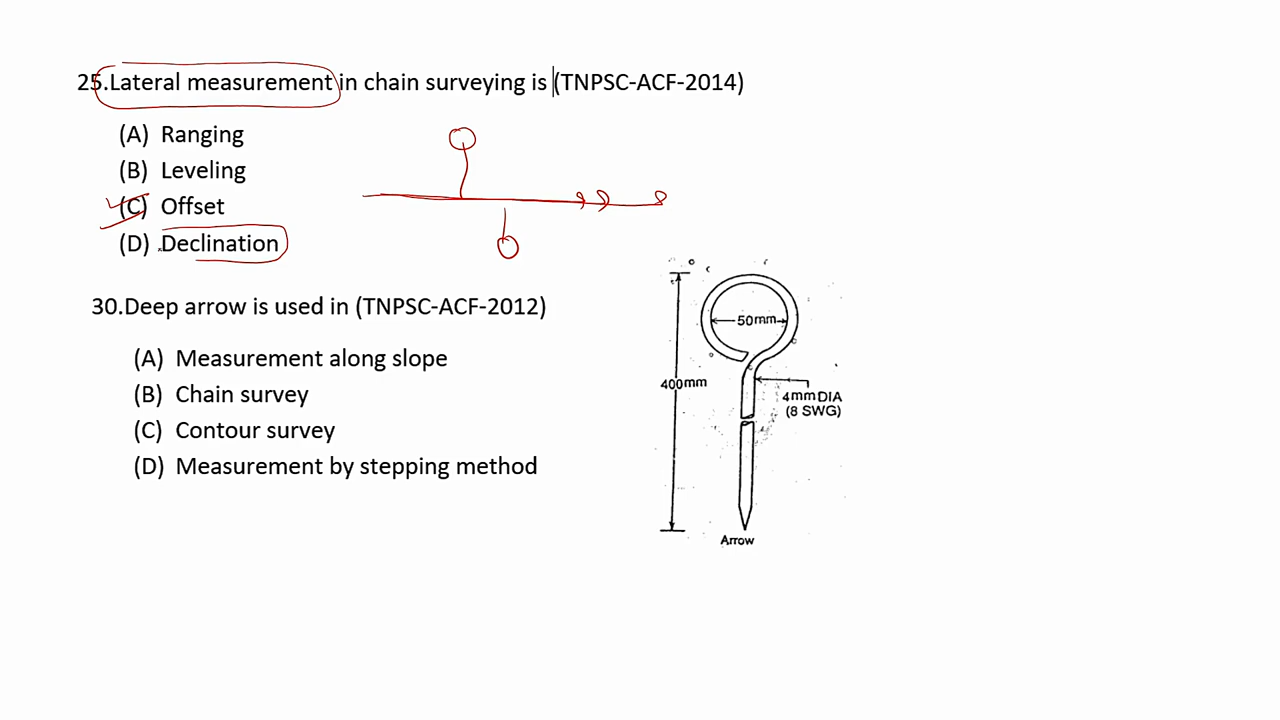 25.Lateral measurement in chain surveying is (TNPSC-ACF-2014)
(A) Ranging
(B) Leveling
(C) Offset
(D) Declination
30.Deep arrow is used in (TNPSC-ACF-2012)
(A) Measurement along slope
(B) Chain survey
(C) Contour survey
(D) Measurement by stepping method
50mm
400mm
4mm DIA
(8 SWG)
Arrow